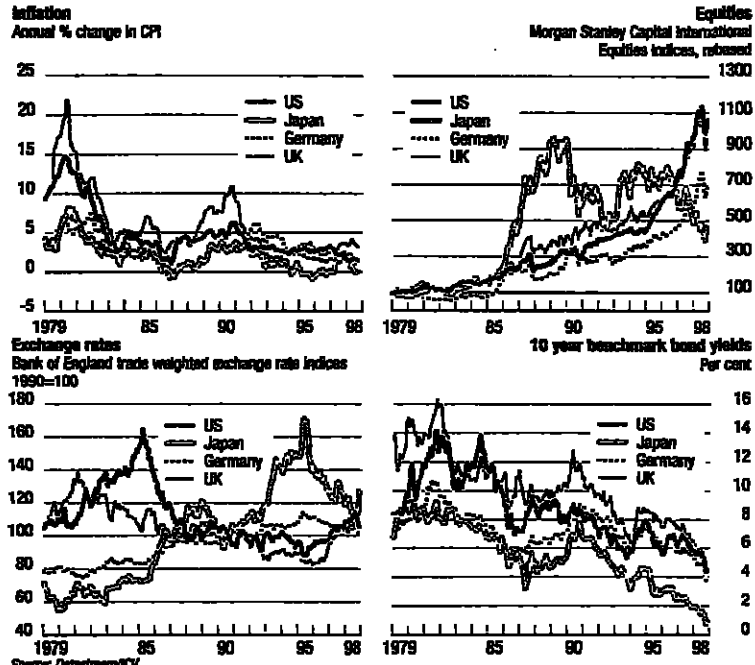 Inflation
Annual % change in CPI
25
20
15
10
5
0
-5
US
Japan
Germany
UK
1979 85 90 95 98
Equities
Morgan Stanley Capital International
Equities indices, rebased
1300
1100
900
700
500
300
100
US
Japan
Germany
UK
1979 85 90 95 98
Exchange rates
Bank of England trade weighted exchange rate indices
1990=100
180
160
140
120
100
80
60
40
US
Japan
Germany
UK
1979 85 90 95 98
10 year benchmark bond yields
Per cent
16
14
12
10
8
6
4
2
0
US
Japan
Germany
UK
1979 85 90 95 98
Source: Datastream/ICV